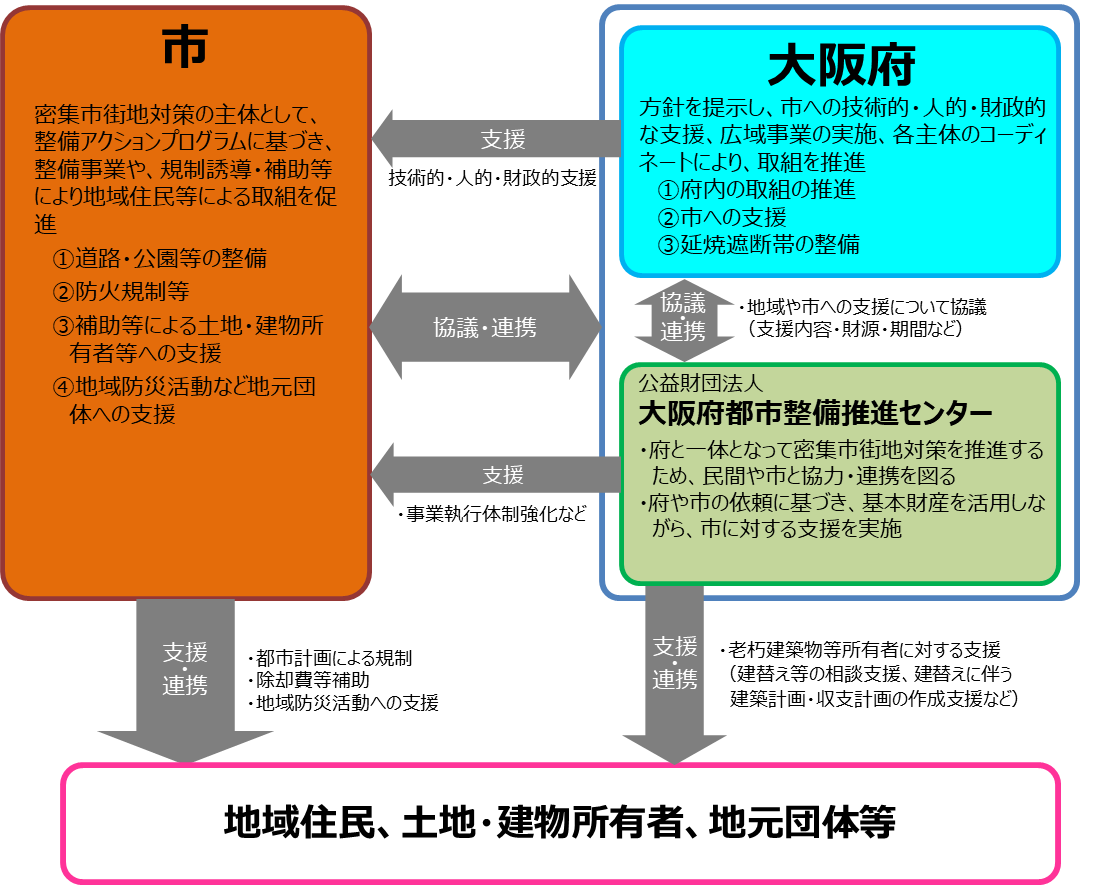 市
密集市街地対策の主体として、
整備アクションプログラムに基づき、
整備事業や、規制誘導・補助等
により地域住民等による取組を促
進
①道路・公園等の整備
②防火規制等
③補助等による土地・建物所
有者等への支援
④地域防災活動など地元団
体への支援
支援
技術的・人的・財政的支援
協議・連携
支援
・事業執行体制強化など
大阪府
方針を提示し、市への技術的・人的・財政的
な支援、広域事業の実施、各主体のコーディ
ネートにより、取組を推進
①府内の取組の推進
②市への支援
③延焼遮断帯の整備
協議
・
連携
・地域や市への支援について協議
（支援内容・財源・期間など）
公益財団法人
大阪府都市整備推進センター
・府と一体となって密集市街地対策を推進する
ため、民間や市と協力・連携を図る
・府や市の依頼に基づき、基本財産を活用しな
がら、市に対する支援を実施
支援
・
連携
・都市計画による規制
・除却費等補助
・地域防災活動への支援
支援
・
連携
・老朽建築物等所有者に対する支援
（建替え等の相談支援、建替えに伴う
建築計画・収支計画の作成支援など）
地域住民、土地・建物所有者、地元団体等